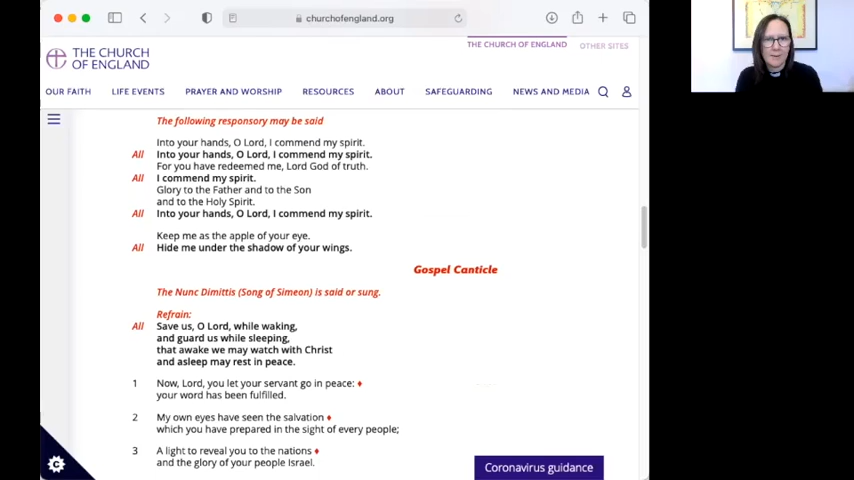 churchofengland.org
THE CHURCH OF ENGLAND
OTHER SITES
THE CHURCH
OF ENGLAND
OUR FAITH
LIFE EVENTS
PRAYER AND WORSHIP
RESOURCES
ABOUT
SAFEGUARDING
NEWS AND MEDIA
The following responsory may be said
Into your hands, O Lord, I commend my spirit.
All Into your hands, O Lord, I commend my spirit.
For you have redeemed me, Lord God of truth.
All I commend my spirit.
Glory to the Father and to the Son
and to the Holy Spirit.
All Into your hands, O Lord, I commend my spirit.
Keep me as the apple of your eye.
All Hide me under the shadow of your wings.
Gospel Canticle
The Nunc Dimittis (Song of Simeon) is said or sung.
Refrain:
All Save us, O Lord, while waking,
and guard us while sleeping,
that awake we may watch with Christ
and asleep may rest in peace.
1 Now, Lord, you let your servant go in peace: ♦
your word has been fulfilled.
2 My own eyes have seen the salvation ♦
which you have prepared in the sight of every people;
3 A light to reveal you to the nations ♦
and the glory of your people Israel.
Coronavirus guidance